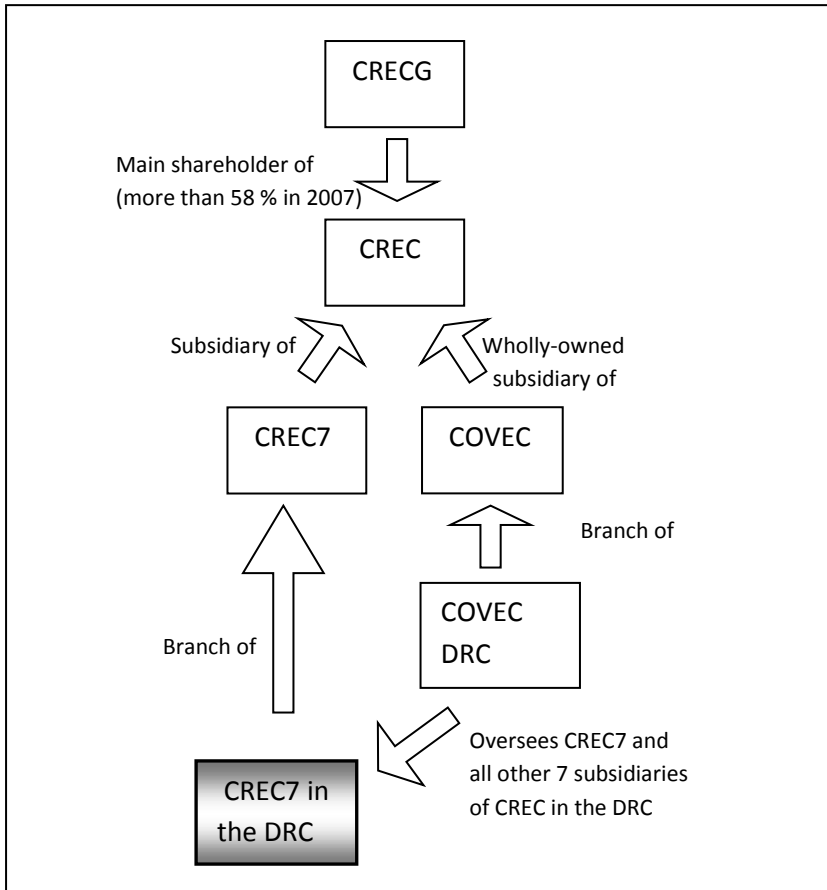 CRECG
Main shareholder of
(more than 58 % in 2007)
CREC
Subsidiary of
Wholly-owned
subsidiary of
CREC7
COVEC
Branch of
COVEC
DRC
Branch of
Oversees CREC7 and
all other 7 subsidiaries
of CREC in the DRC
CREC7 in
the DRC